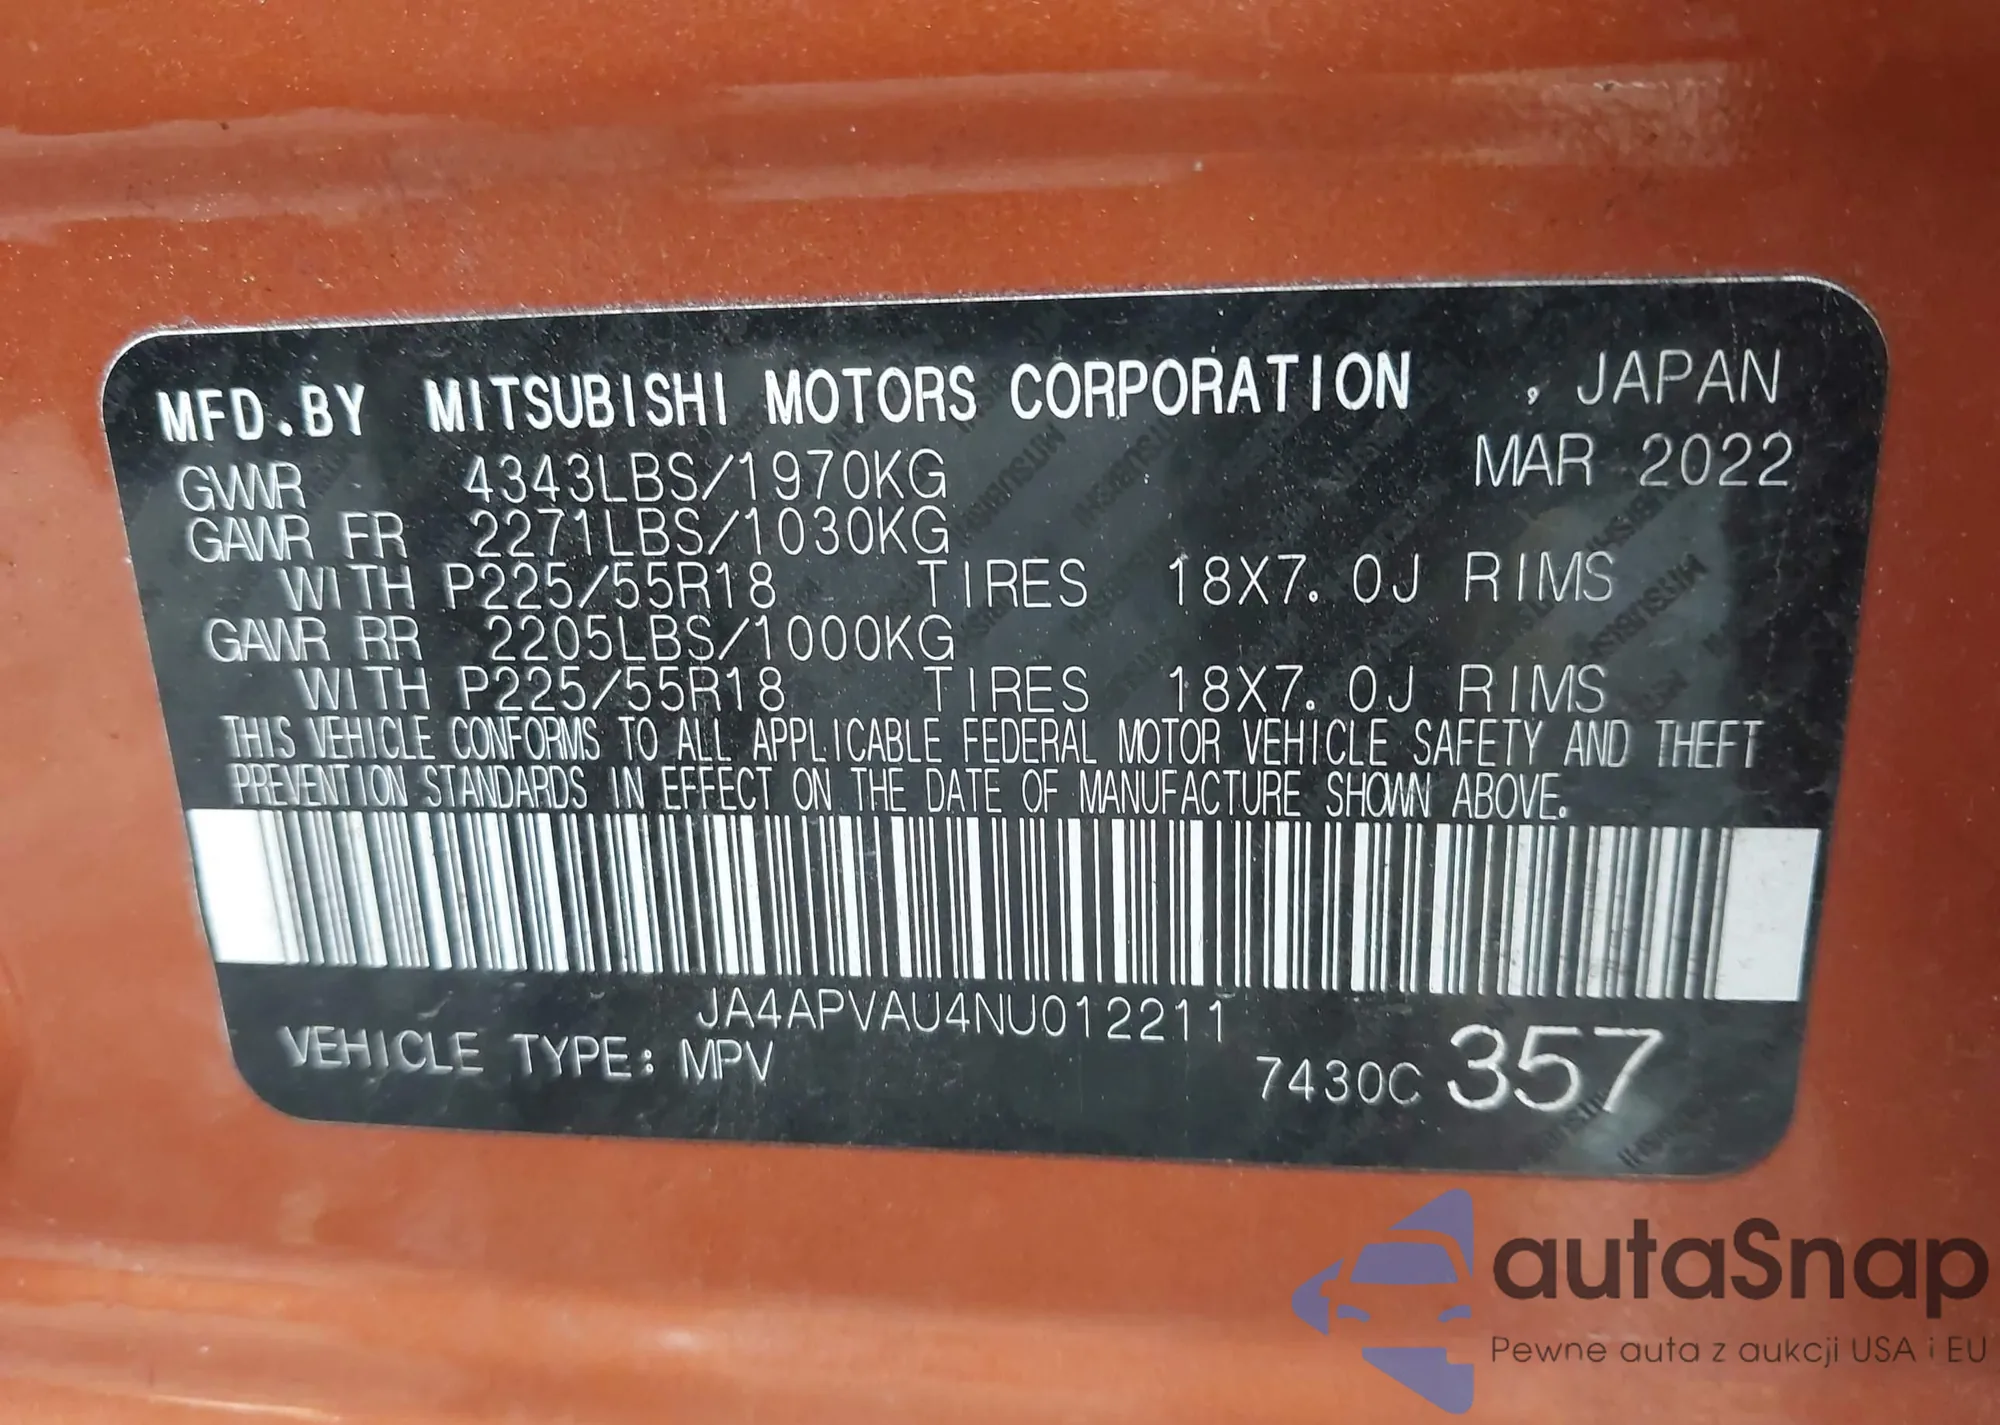 MFD.BY MITSUBISHI MOTORS CORPORATION , JAPAN
MAR 2022
GVWR 4343LBS/1970KG
GAWR FR 2271LBS/1030KG
WITH P225/55R18 TIRES 18X7.0J RIMS
GAWR RR 2205LBS/1000KG
WITH P225/55R18 TIRES 18X7.0J RIMS
THIS VEHICLE CONFORMS TO ALL APPLICABLE FEDERAL MOTOR VEHICLE SAFETY AND THEFT
PREVENTION STANDARDS IN EFFECT ON THE DATE OF MANUFACTURE SHOWN ABOVE.
JA4APVAU4NU012211
VEHICLE TYPE: MPV
7430C 357
autaSnap
Pewne auta z aukcji USA i EU